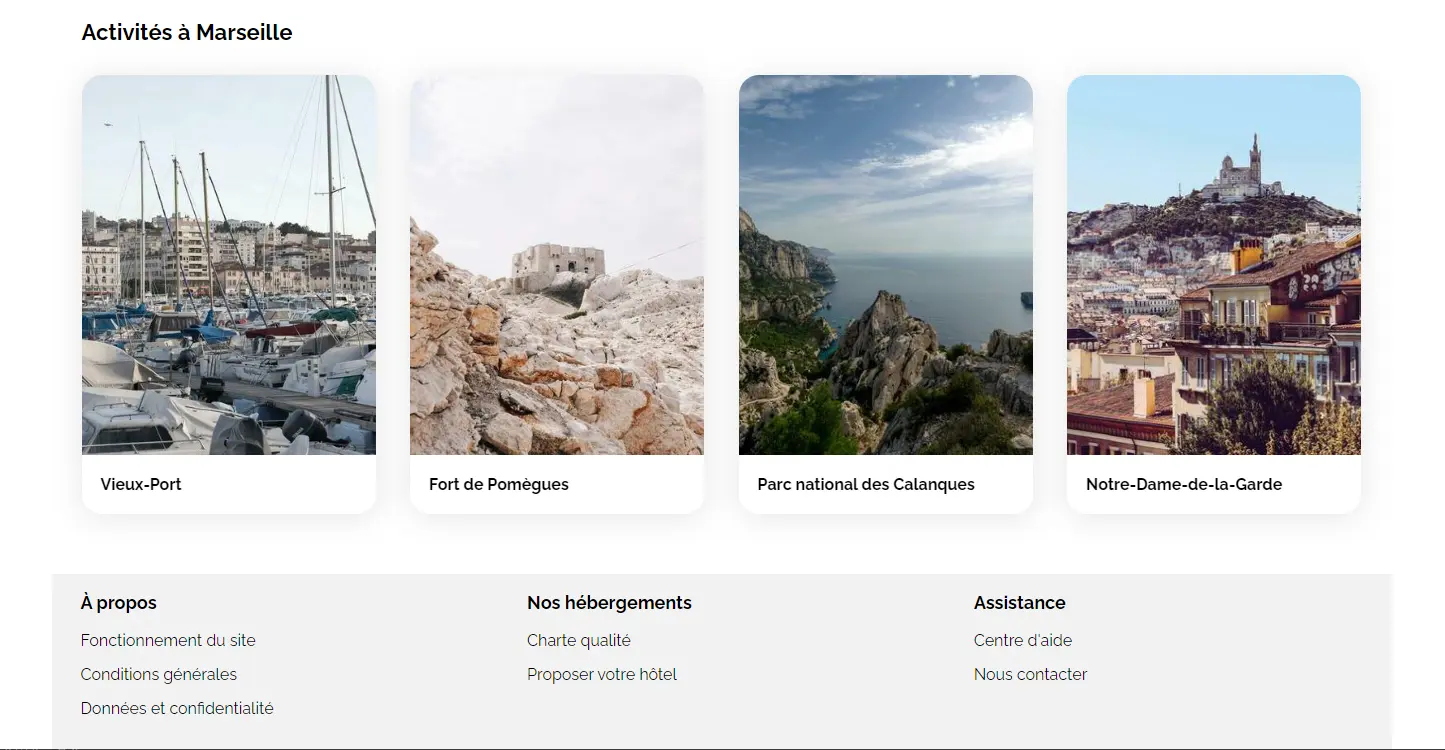 Activités à Marseille
Vieux-Port
Fort de Pomègues
Parc national des Calanques
Notre-Dame-de-la-Garde
À propos
Fonctionnement du site
Conditions générales
Données et confidentialité
Nos hébergements
Charte qualité
Proposer votre hôtel
Assistance
Centre d'aide
Nous contacter